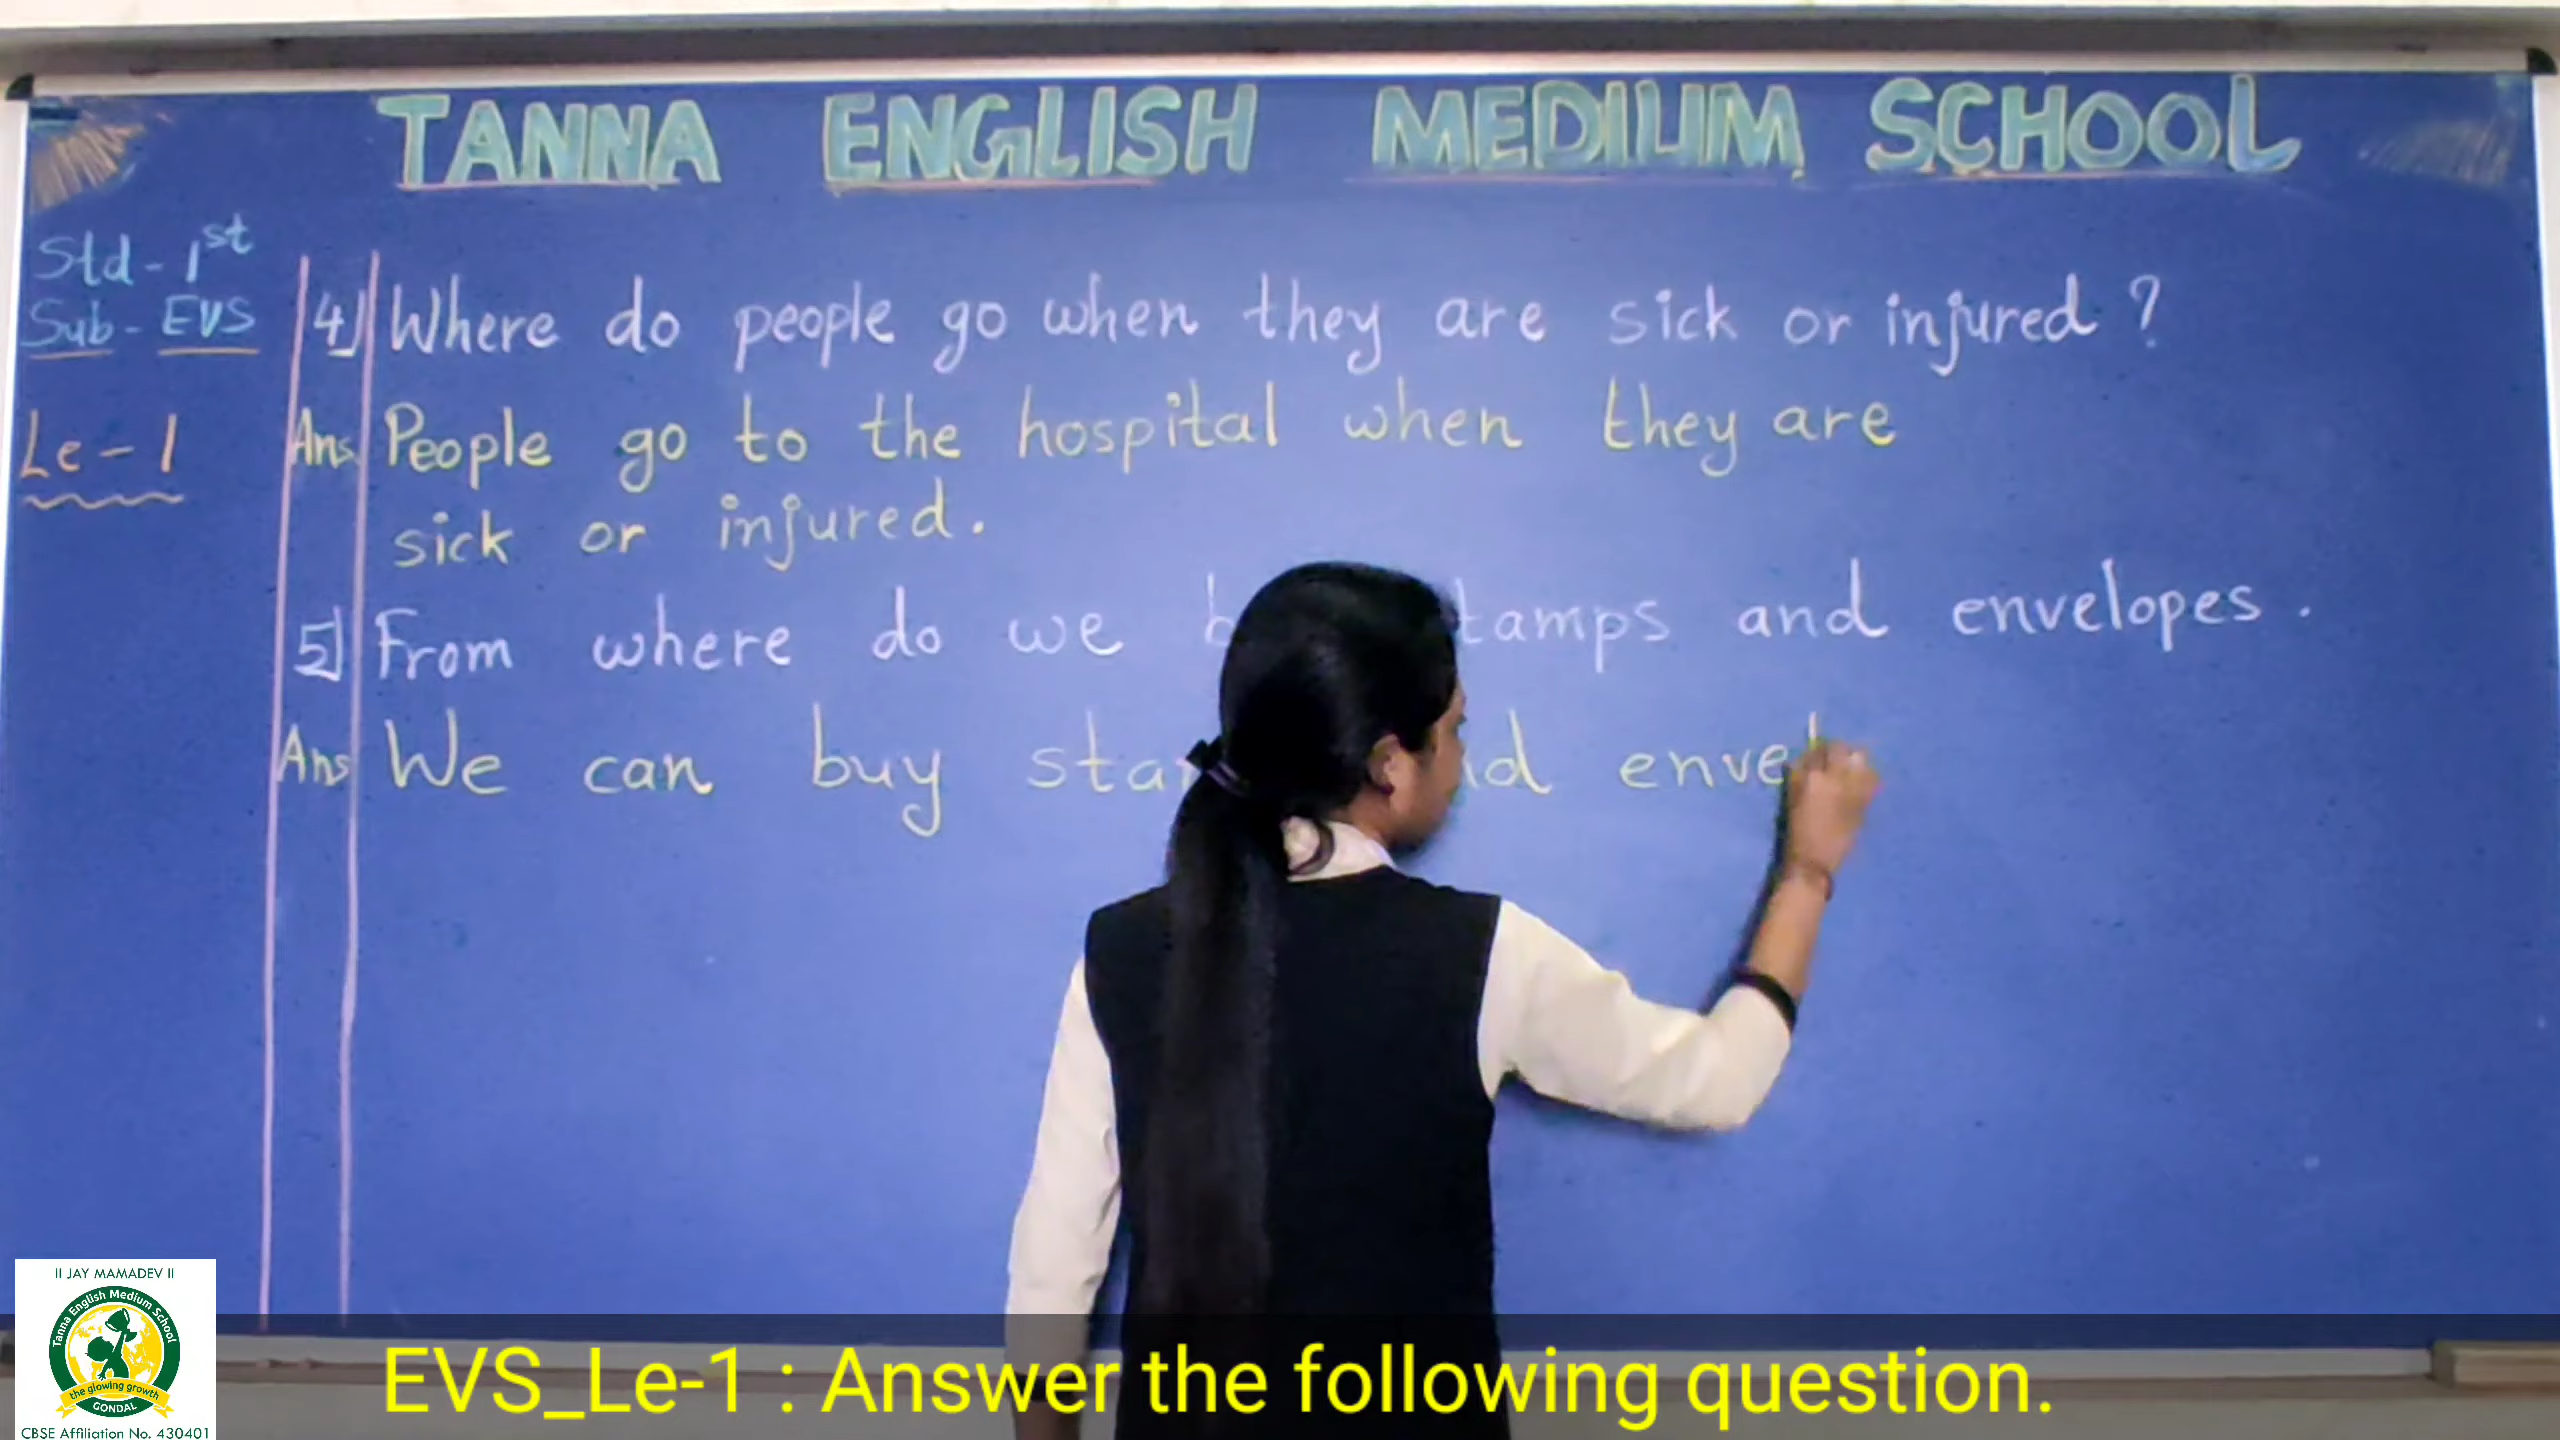 TANNA ENGLISH MEDIUM SCHOOL
Std - 1st
Sub - EVS
Le - 1
4] Where do people go when they are sick or injured ?
Ans People go to the hospital when they are
sick or injured.
5] From where do we and envelopes .
Ans We can buy
II JAY MAMADEV II
Tanna English Medium School
the glowing growth
GONDAL
CBSE Affiliation No. 430401
EVS_Le-1 : Answer the following question.